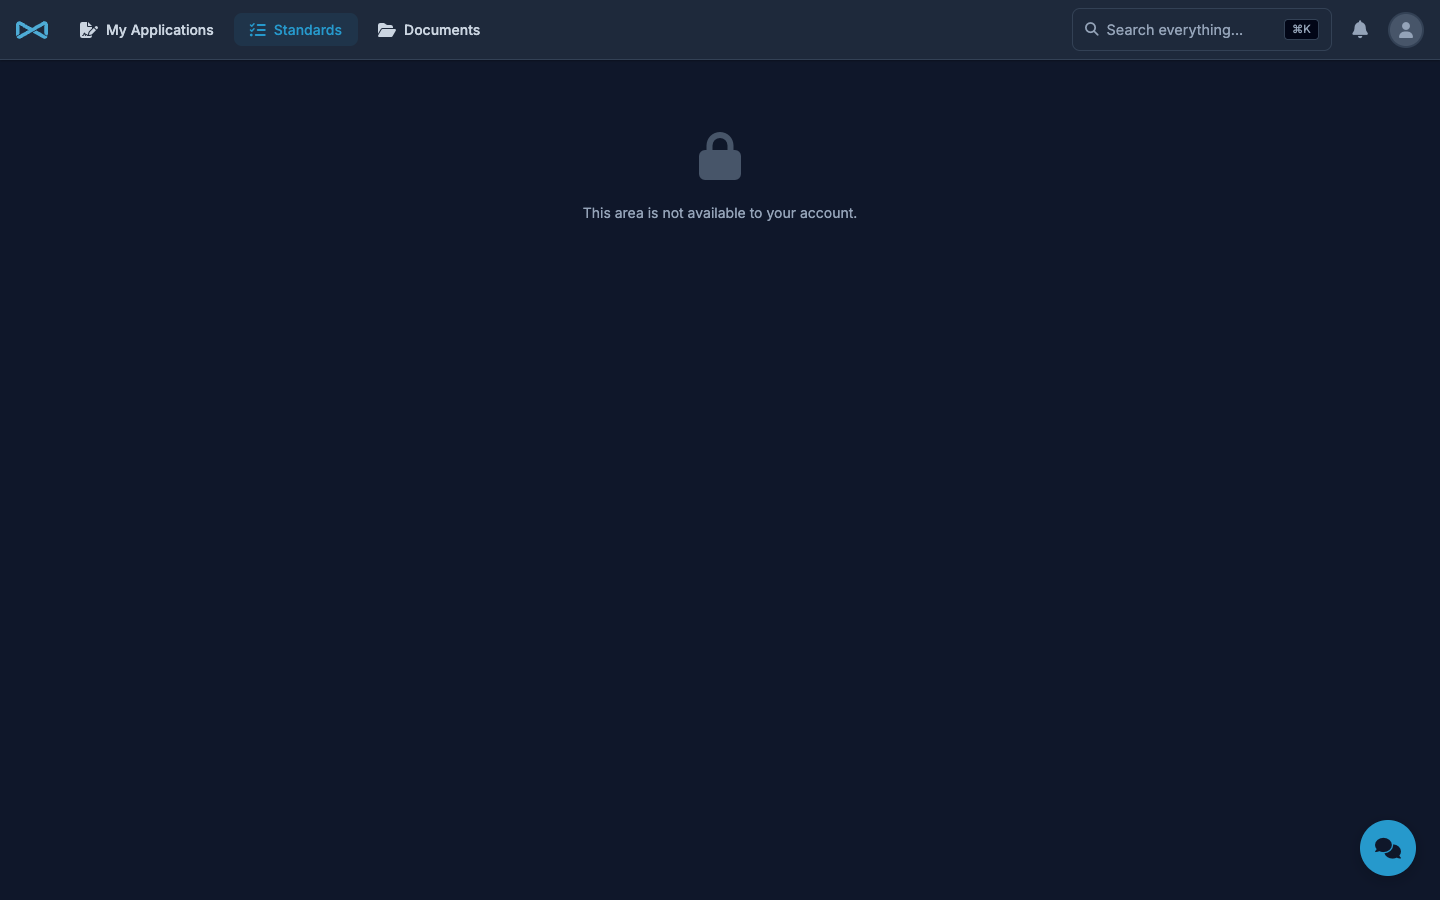 My Applications
Standards
Documents
Search everything...
⌘K
This area is not available to your account.